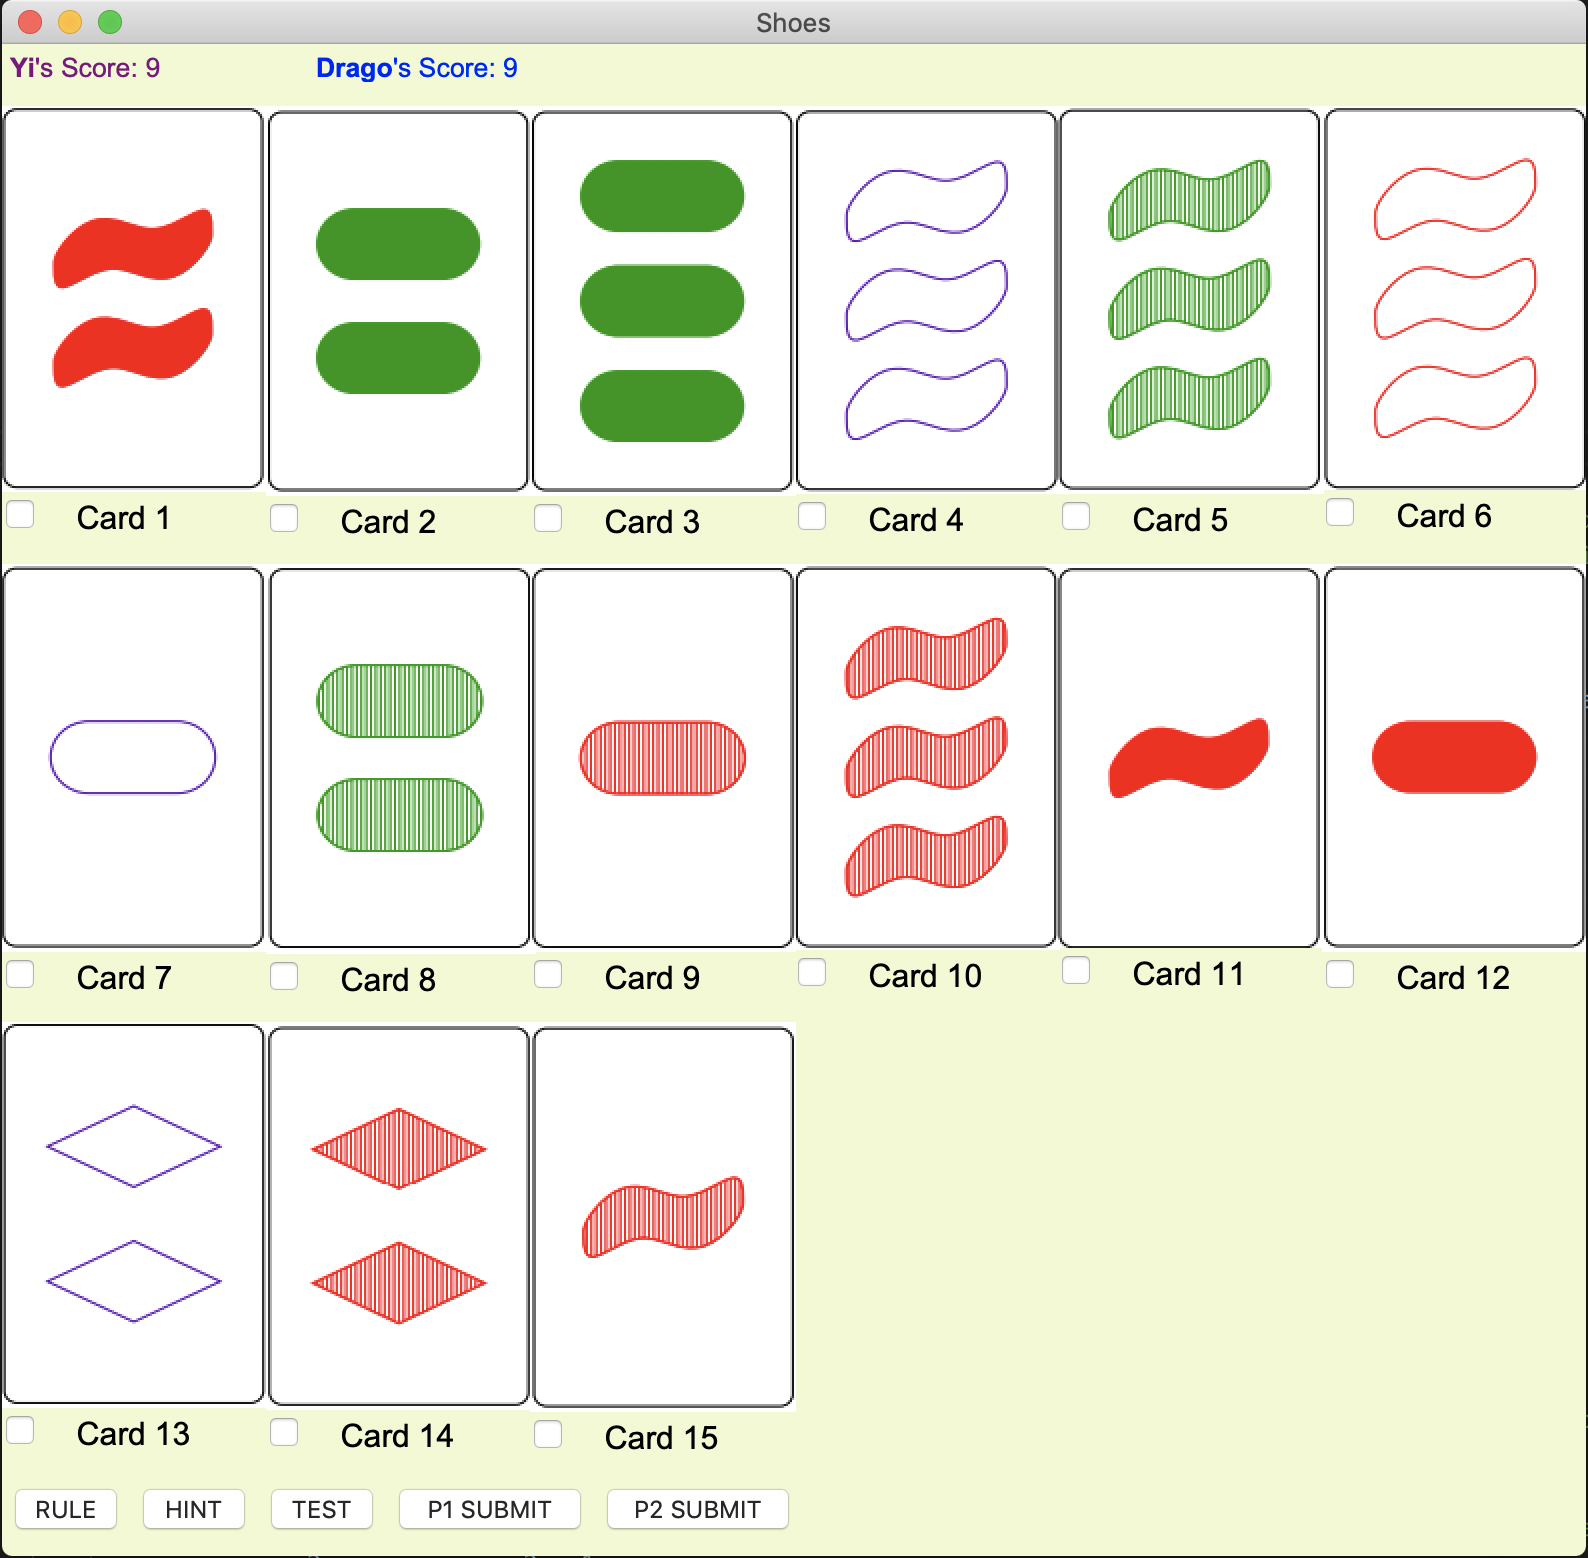 Shoes
Yi's Score: 9 Drago's Score: 9
Card 1 Card 2 Card 3 Card 4 Card 5 Card 6
Card 7 Card 8 Card 9 Card 10 Card 11 Card 12
Card 13 Card 14 Card 15
RULE HINT TEST P1 SUBMIT P2 SUBMIT